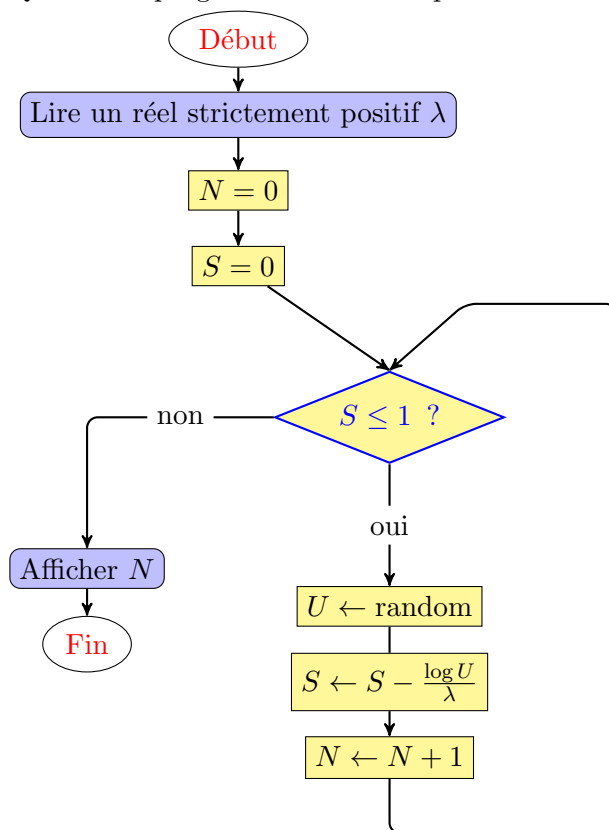 Début
Lire un réel strictement positif λ
N = 0
S = 0
S ≤ 1 ?
non
oui
Afficher N
Fin
U ← random
S ← S − log U / λ
N ← N + 1